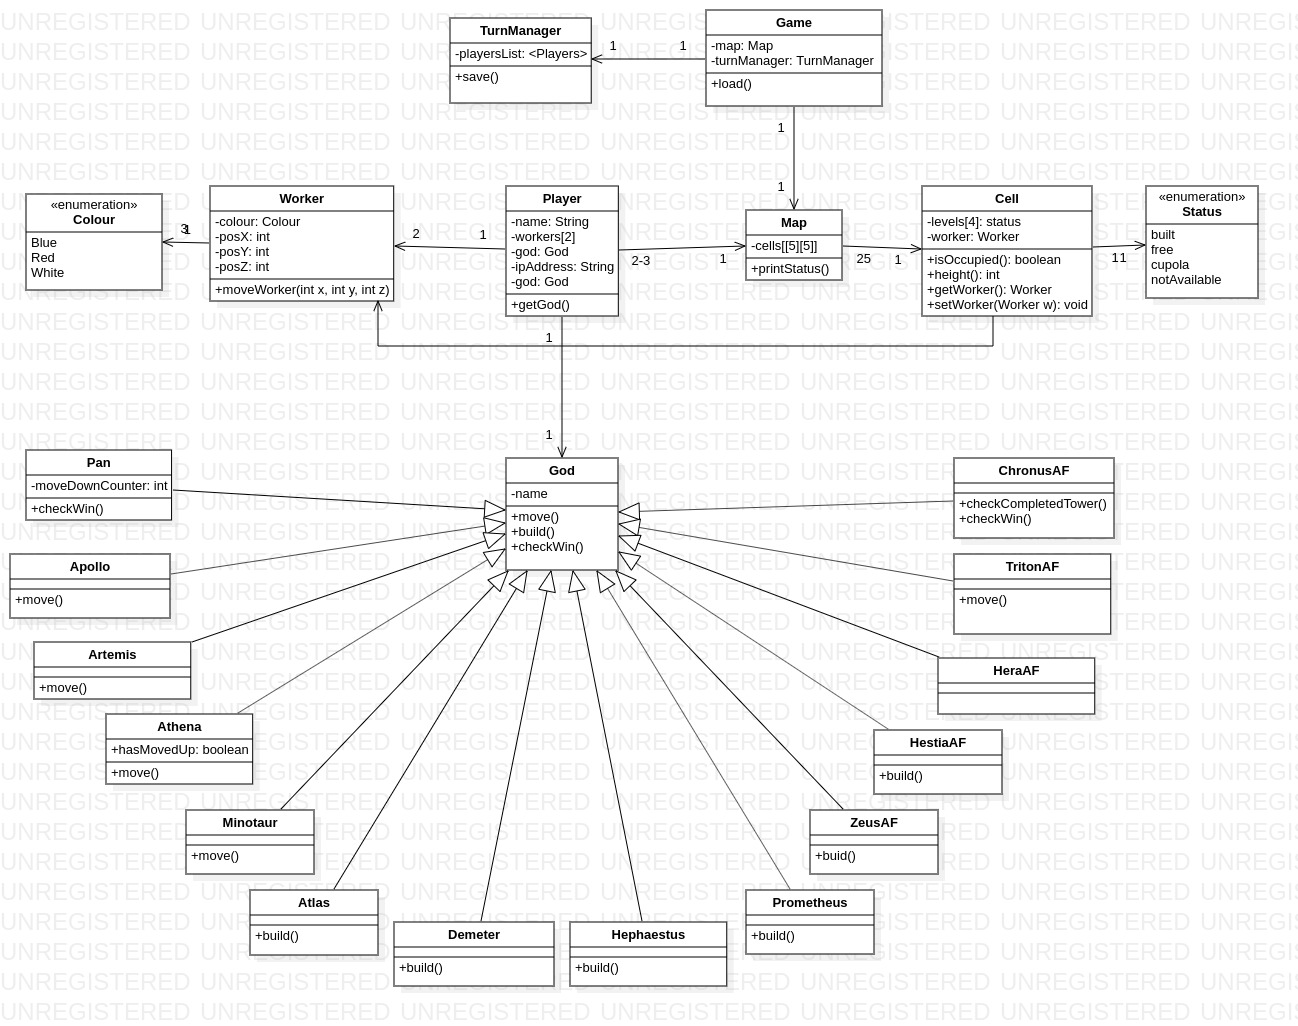 TurnManager
-playersList: <Players>
+save()
1
1
Game
-map: Map
-turnManager: TurnManager
+load()
1
1
«enumeration»
Colour
Blue
Red
White
3
1
Worker
-colour: Colour
-posX: int
-posY: int
-posZ: int
+moveWorker(int x, int y, int z)
2
1
Player
-name: String
-workers[2]
-god: God
-ipAddress: String
-god: God
+getGod()
2-3
1
Map
-cells[[5][5]]
+printStatus()
25
1
Cell
-levels[4]: status
-worker: Worker
+isOccupied(): boolean
+height(): int
+getWorker(): Worker
+setWorker(Worker w): void
1
1
«enumeration»
Status
built
free
cupola
notAvailable
1
1
Pan
-moveDownCounter: int
+checkWin()
God
-name
+move()
+build()
+checkWin()
ChronusAF
+checkCompletedTower()
+checkWin()
Apollo
+move()
TritonAF
+move()
Artemis
+move()
HeraAF
Athena
+hasMovedUp: boolean
+move()
HestiaAF
+build()
Minotaur
+move()
ZeusAF
+buid()
Atlas
+build()
Demeter
+build()
Hephaestus
+build()
Prometheus
+build()
UNREGISTERED